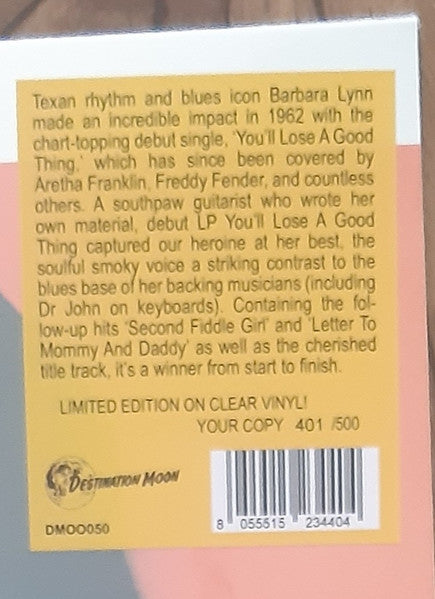 Texan rhythm and blues icon Barbara Lynn
made an incredible impact in 1962 with the
chart-topping debut single, 'You'll Lose A Good
Thing,' which has since been covered by
Aretha Franklin, Freddy Fender, and countless
others. A southpaw guitarist who wrote her
own material, debut LP You'll Lose A Good
Thing captured our heroine at her best, the
soulful smoky voice a striking contrast to the
blues base of her backing musicians (including
Dr John on keyboards). Containing the fol-
low-up hits 'Second Fiddle Girl' and 'Letter To
Mommy And Daddy' as well as the cherished
title track, it's a winner from start to finish.
LIMITED EDITION ON CLEAR VINYL!
YOUR COPY 401 /500
DESTINATION MOON
DMOO050
8 055515 234404